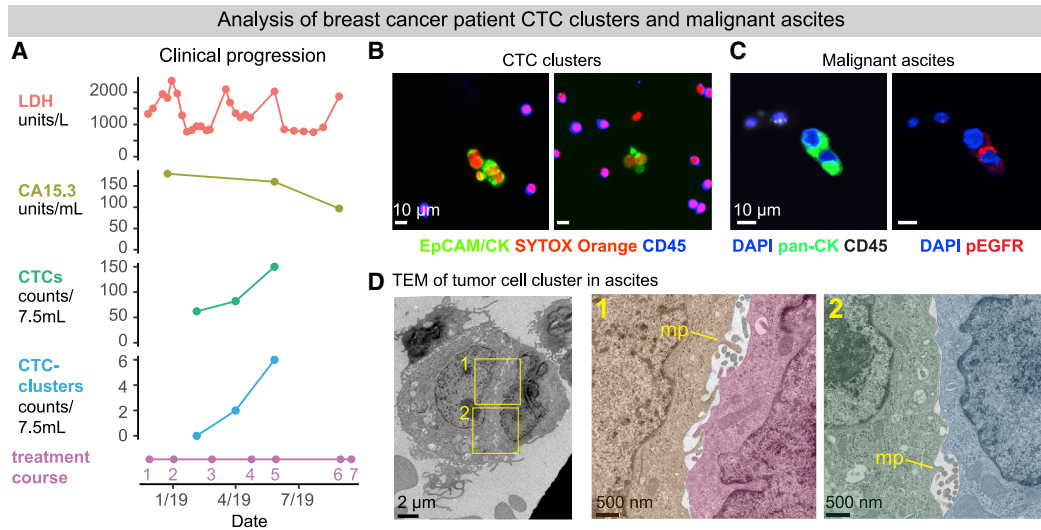 Analysis of breast cancer patient CTC clusters and malignant ascites
A
Clinical progression
LDH
units/L
2000
1000
0
CA15.3
units/mL
150
100
50
0
CTCs
counts/
7.5mL
150
100
50
0
CTC-
clusters
counts/
7.5mL
6
4
2
0
treatment
course
1 2 3 4 5 6 7
1/19 4/19 7/19
Date
B
CTC clusters
10 µm
EpCAM/CK SYTOX Orange CD45
C
Malignant ascites
10 µm
DAPI pan-CK CD45
DAPI pEGFR
D TEM of tumor cell cluster in ascites
1
2
2 µm
1
mp
500 nm
2
mp
500 nm